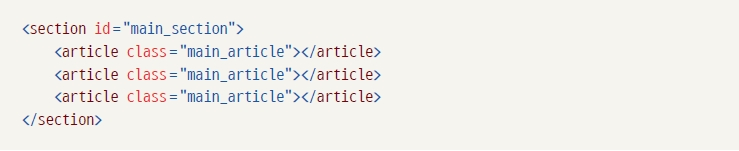 <section id="main_section">
    <article class="main_article"></article>
    <article class="main_article"></article>
    <article class="main_article"></article>
</section>